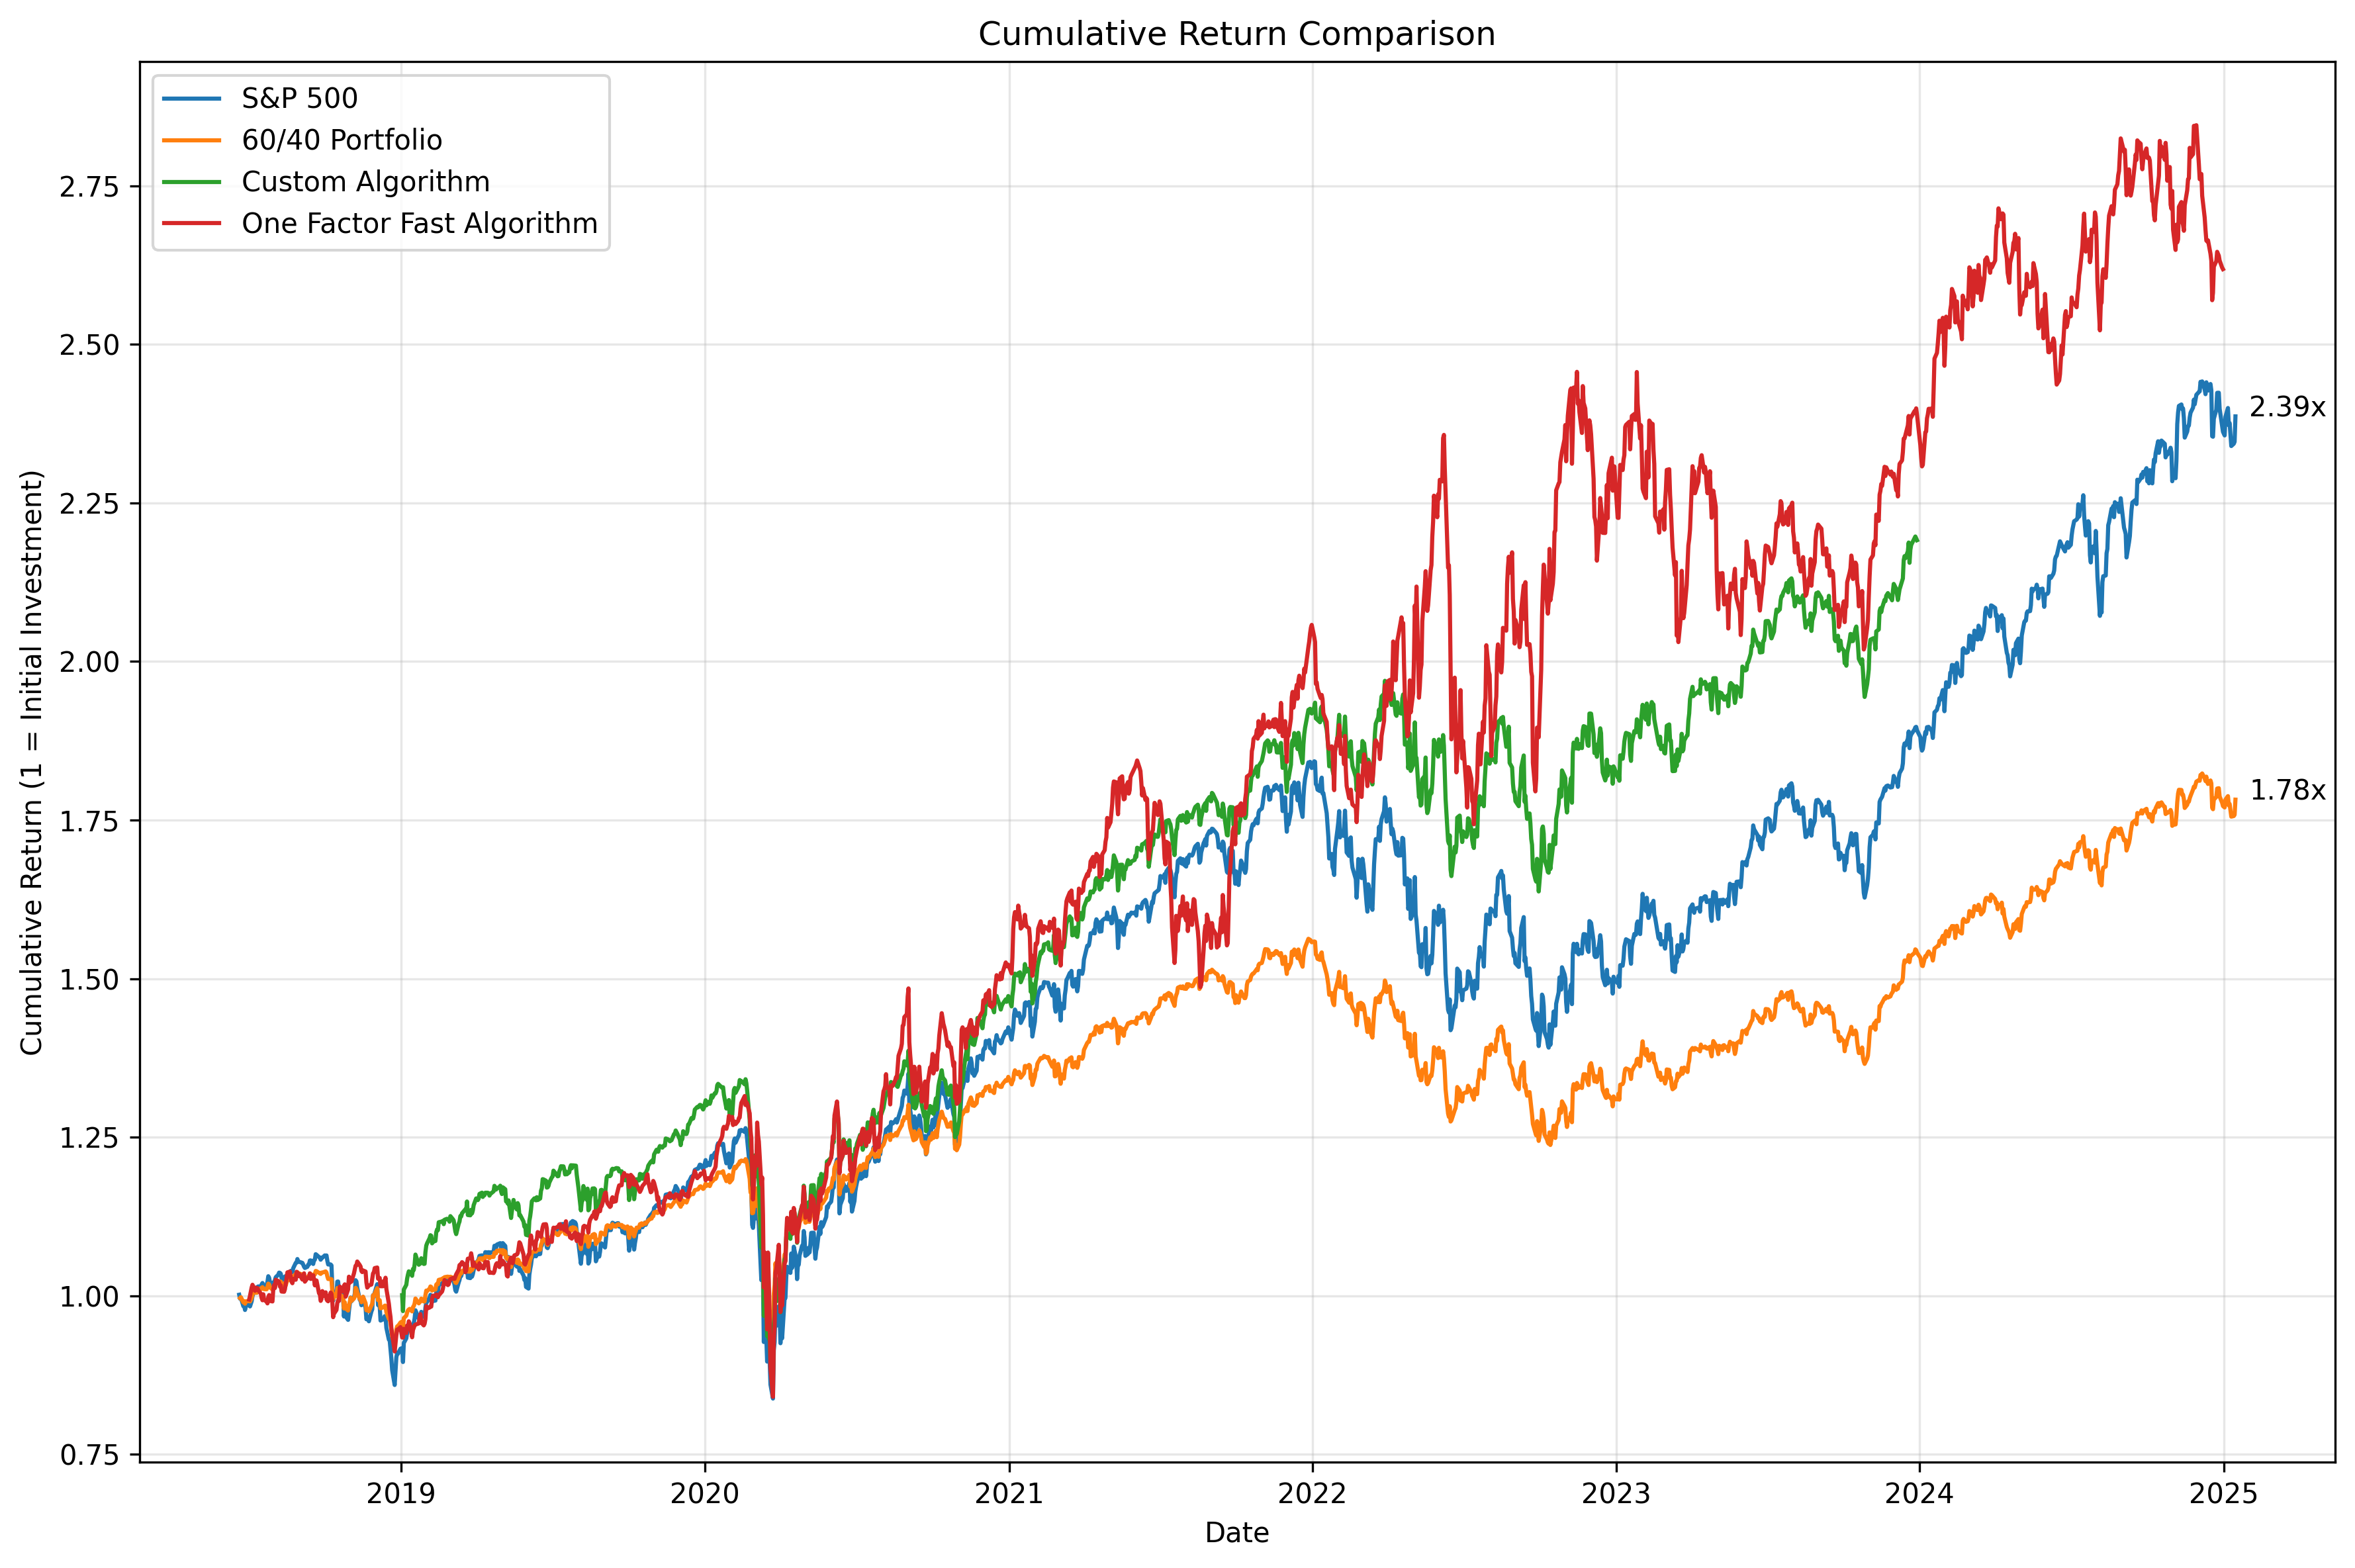 Cumulative Return Comparison
S&P 500
60/40 Portfolio
Custom Algorithm
One Factor Fast Algorithm
Cumulative Return (1 = Initial Investment)
2.75
2.50
2.25
2.00
1.75
1.50
1.25
1.00
0.75
2.39x
1.78x
2019
2020
2021
2022
2023
2024
2025
Date